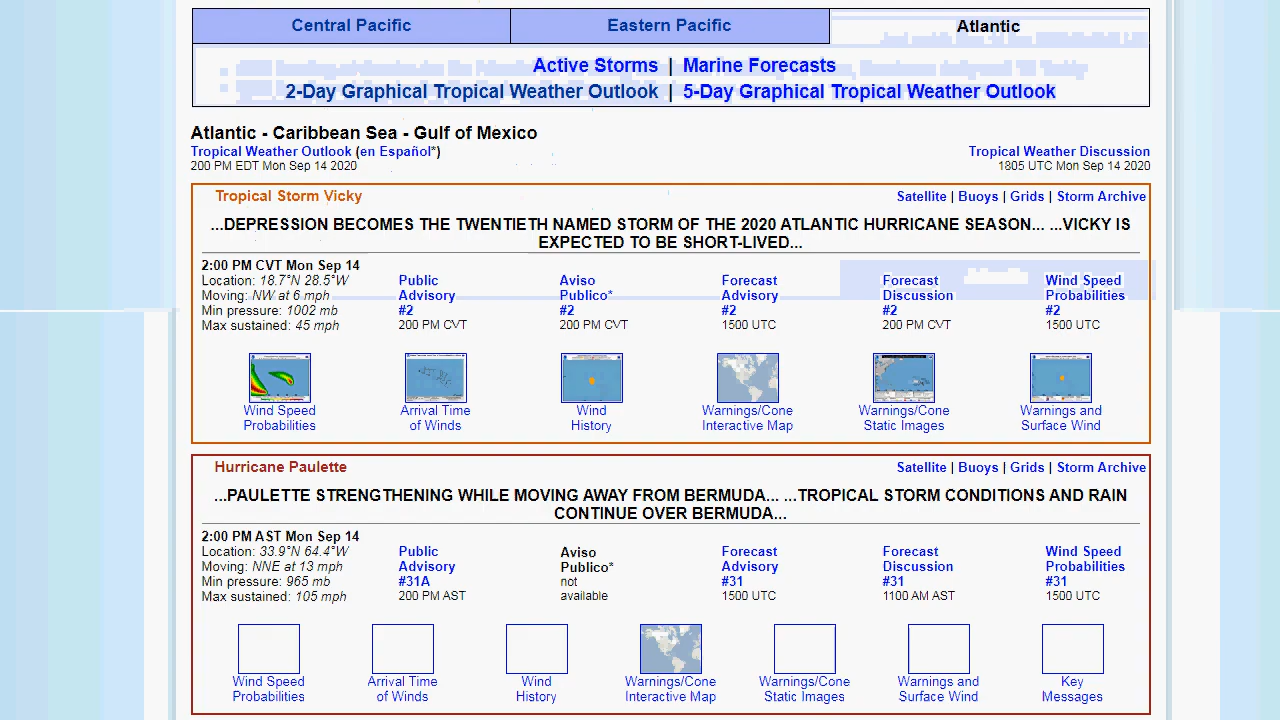 Central Pacific
Eastern Pacific
Atlantic
Active Storms | Marine Forecasts
2-Day Graphical Tropical Weather Outlook | 5-Day Graphical Tropical Weather Outlook
Atlantic - Caribbean Sea - Gulf of Mexico
Tropical Weather Outlook (en Español*)
Tropical Weather Discussion
200 PM EDT Mon Sep 14 2020
1805 UTC Mon Sep 14 2020
Tropical Storm Vicky
Satellite | Buoys | Grids | Storm Archive
...DEPRESSION BECOMES THE TWENTIETH NAMED STORM OF THE 2020 ATLANTIC HURRICANE SEASON... ...VICKY IS
EXPECTED TO BE SHORT-LIVED...
2:00 PM CVT Mon Sep 14
Location: 18.7°N 28.5°W
Moving: NW at 6 mph
Min pressure: 1002 mb
Max sustained: 45 mph
Public
Advisory
#2
200 PM CVT
Aviso
Publico*
#2
200 PM CVT
Forecast
Advisory
#2
1500 UTC
Forecast
Discussion
#2
200 PM CVT
Wind Speed
Probabilities
#2
1500 UTC
Wind Speed
Probabilities
Arrival Time
of Winds
Wind
History
Warnings/Cone
Interactive Map
Warnings/Cone
Static Images
Warnings and
Surface Wind
Hurricane Paulette
Satellite | Buoys | Grids | Storm Archive
...PAULETTE STRENGTHENING WHILE MOVING AWAY FROM BERMUDA... ...TROPICAL STORM CONDITIONS AND RAIN
CONTINUE OVER BERMUDA...
2:00 PM AST Mon Sep 14
Location: 33.9°N 64.4°W
Moving: NNE at 13 mph
Min pressure: 965 mb
Max sustained: 105 mph
Public
Advisory
#31A
200 PM AST
Aviso
Publico*
not
available
Forecast
Advisory
#31
1500 UTC
Forecast
Discussion
#31
1100 AM AST
Wind Speed
Probabilities
#31
1500 UTC
Wind Speed
Probabilities
Arrival Time
of Winds
Wind
History
Warnings/Cone
Interactive Map
Warnings/Cone
Static Images
Warnings and
Surface Wind
Key
Messages